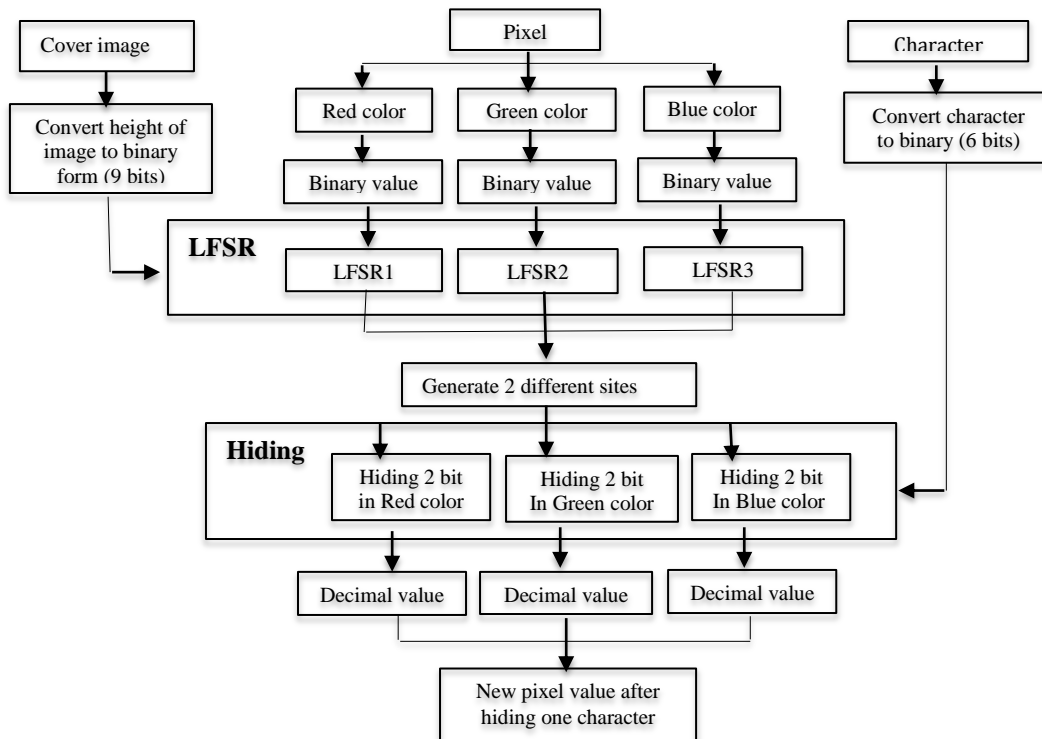 Pixel
Cover image
Character
Red color
Green color
Blue color
Convert height of
image to binary
form (9 bits)
Convert character
to binary (6 bits)
Binary value
Binary value
Binary value
LFSR
LFSR1
LFSR2
LFSR3
Generate 2 different sites
Hiding
Hiding 2 bit
in Red color
Hiding 2 bit
In Green color
Hiding 2 bit
In Blue color
Decimal value
Decimal value
Decimal value
New pixel value after
hiding one character